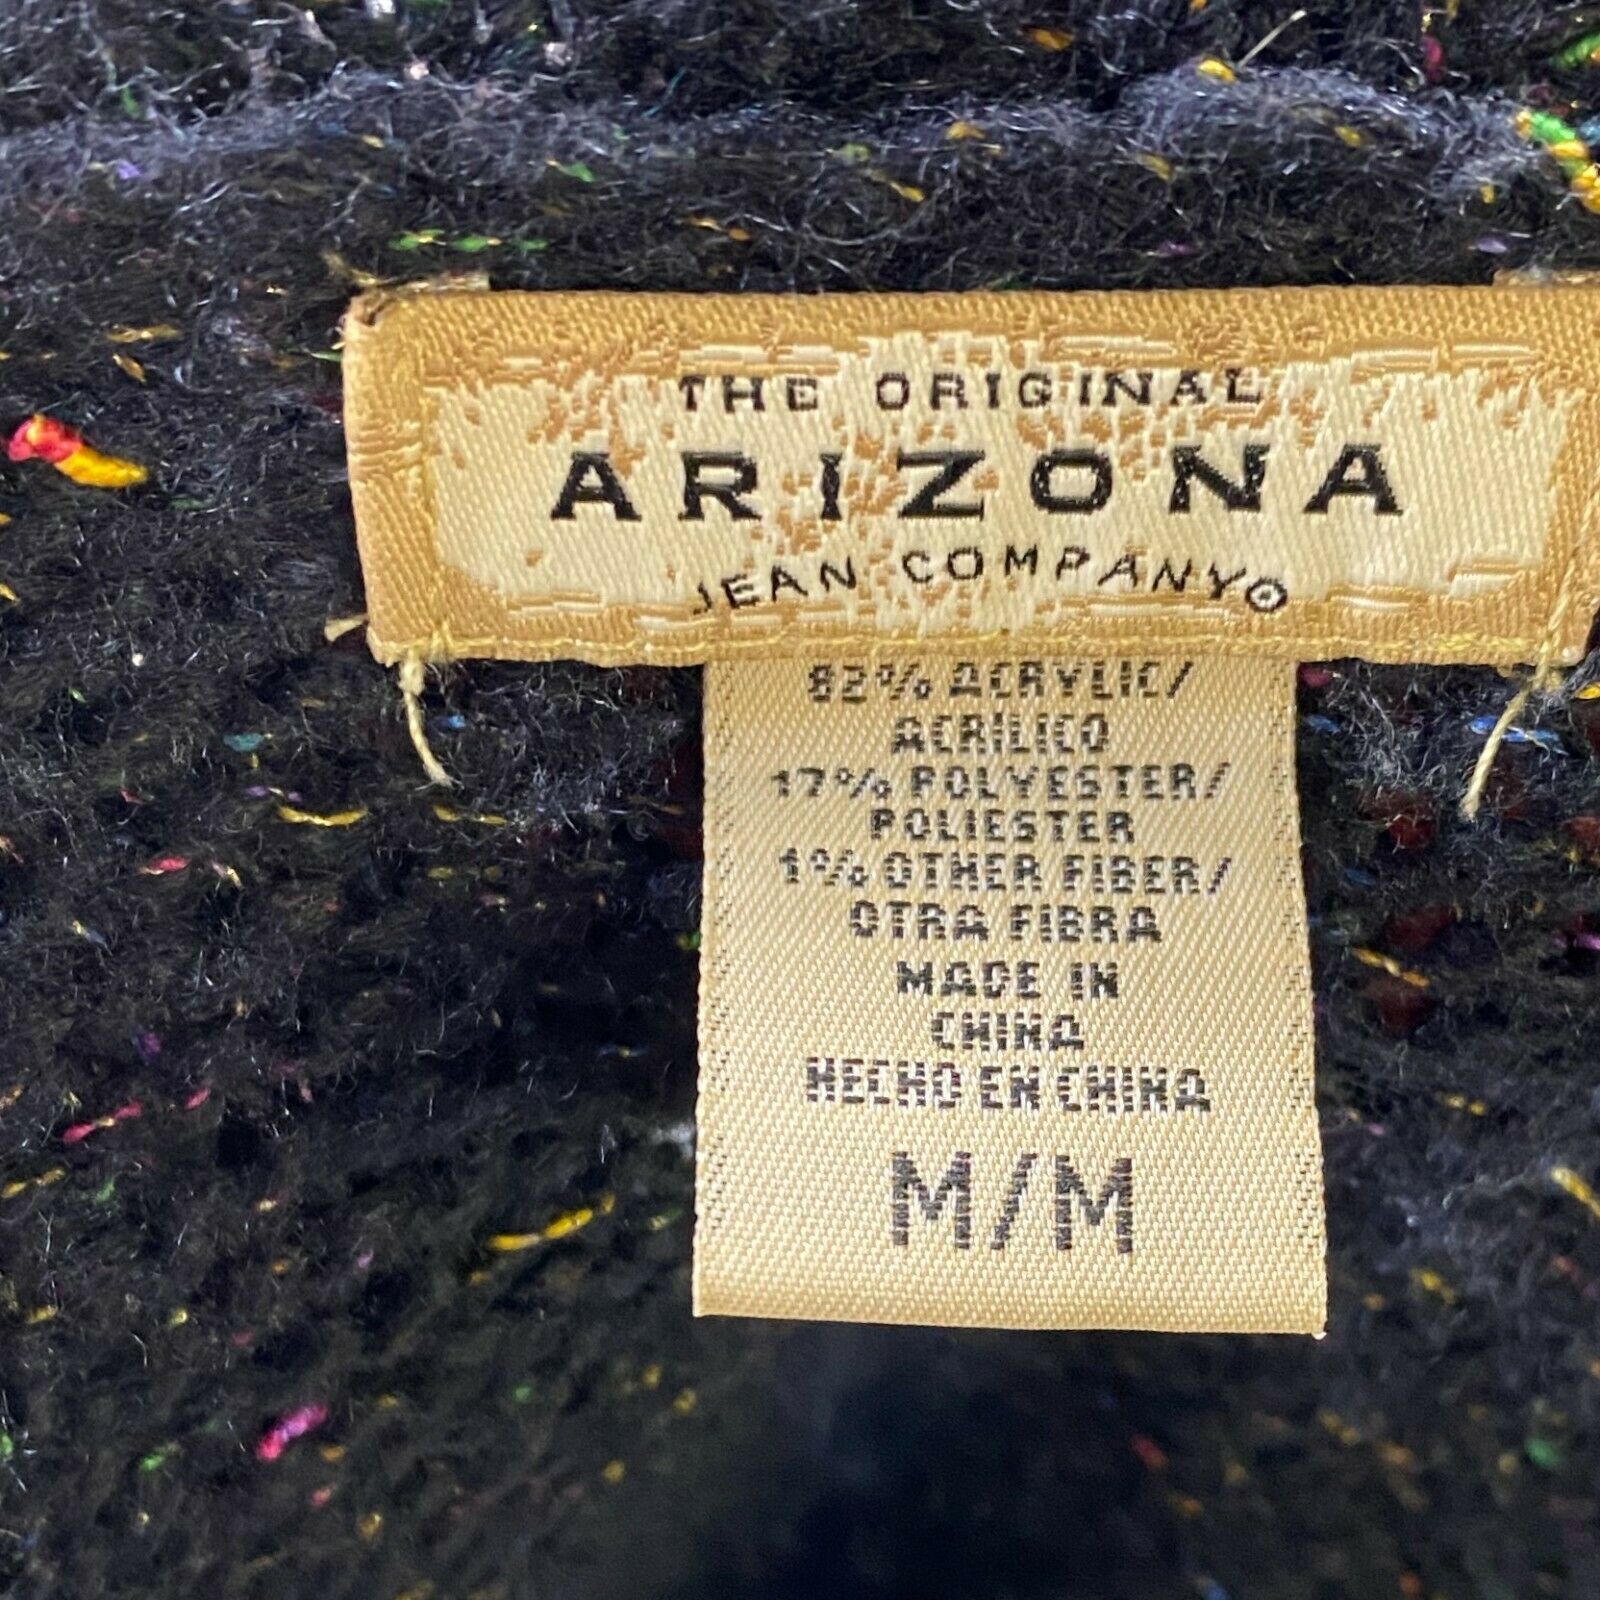 THE ORIGINAL
ARIZONA
JEAN COMPANY®
82% ACRYLIC/
ACRÍLICO
17% POLYESTER/
POLIESTER
1% OTHER FIBER/
OTRA FIBRA
MADE IN
CHINA
HECHO EN CHINA
M/M